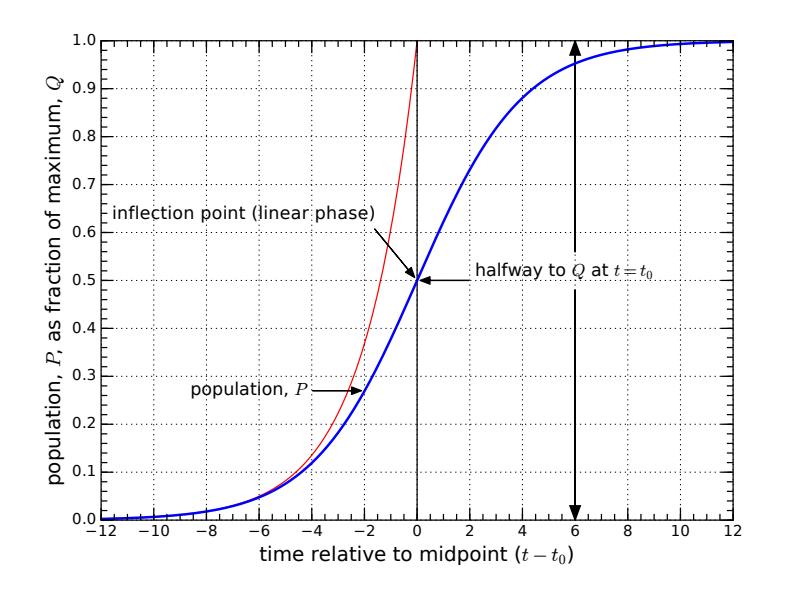 1.0
0.9
0.8
0.7
0.6
0.5
0.4
0.3
0.2
0.1
0.0
population, P, as fraction of maximum, Q
inflection point (linear phase)
halfway to Q at t = t₀
population, P
−12 −10 −8 −6 −4 −2 0 2 4 6 8 10 12
time relative to midpoint (t − t₀)